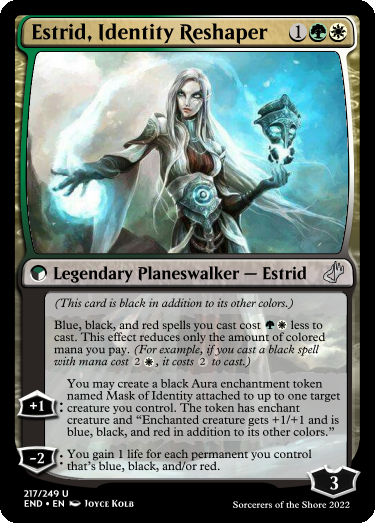 Estrid, Identity Reshaper 1
Legendary Planeswalker — Estrid
(This card is black in addition to its other colors.)
Blue, black, and red spells you cast cost less to
cast. This effect reduces only the amount of colored
mana you pay. (For example, if you cast a black spell
with mana cost 2, it costs 2 to cast.)
+1: You may create a black Aura enchantment token
named Mask of Identity attached to up to one target
creature you control. The token has enchant
creature and “Enchanted creature gets +1/+1 and is
blue, black, and red in addition to its other colors.”
−2: You gain 1 life for each permanent you control
that’s blue, black, and/or red.
3
217/249 U
END • EN Joyce Kolb
Sorcerers of the Shore 2022